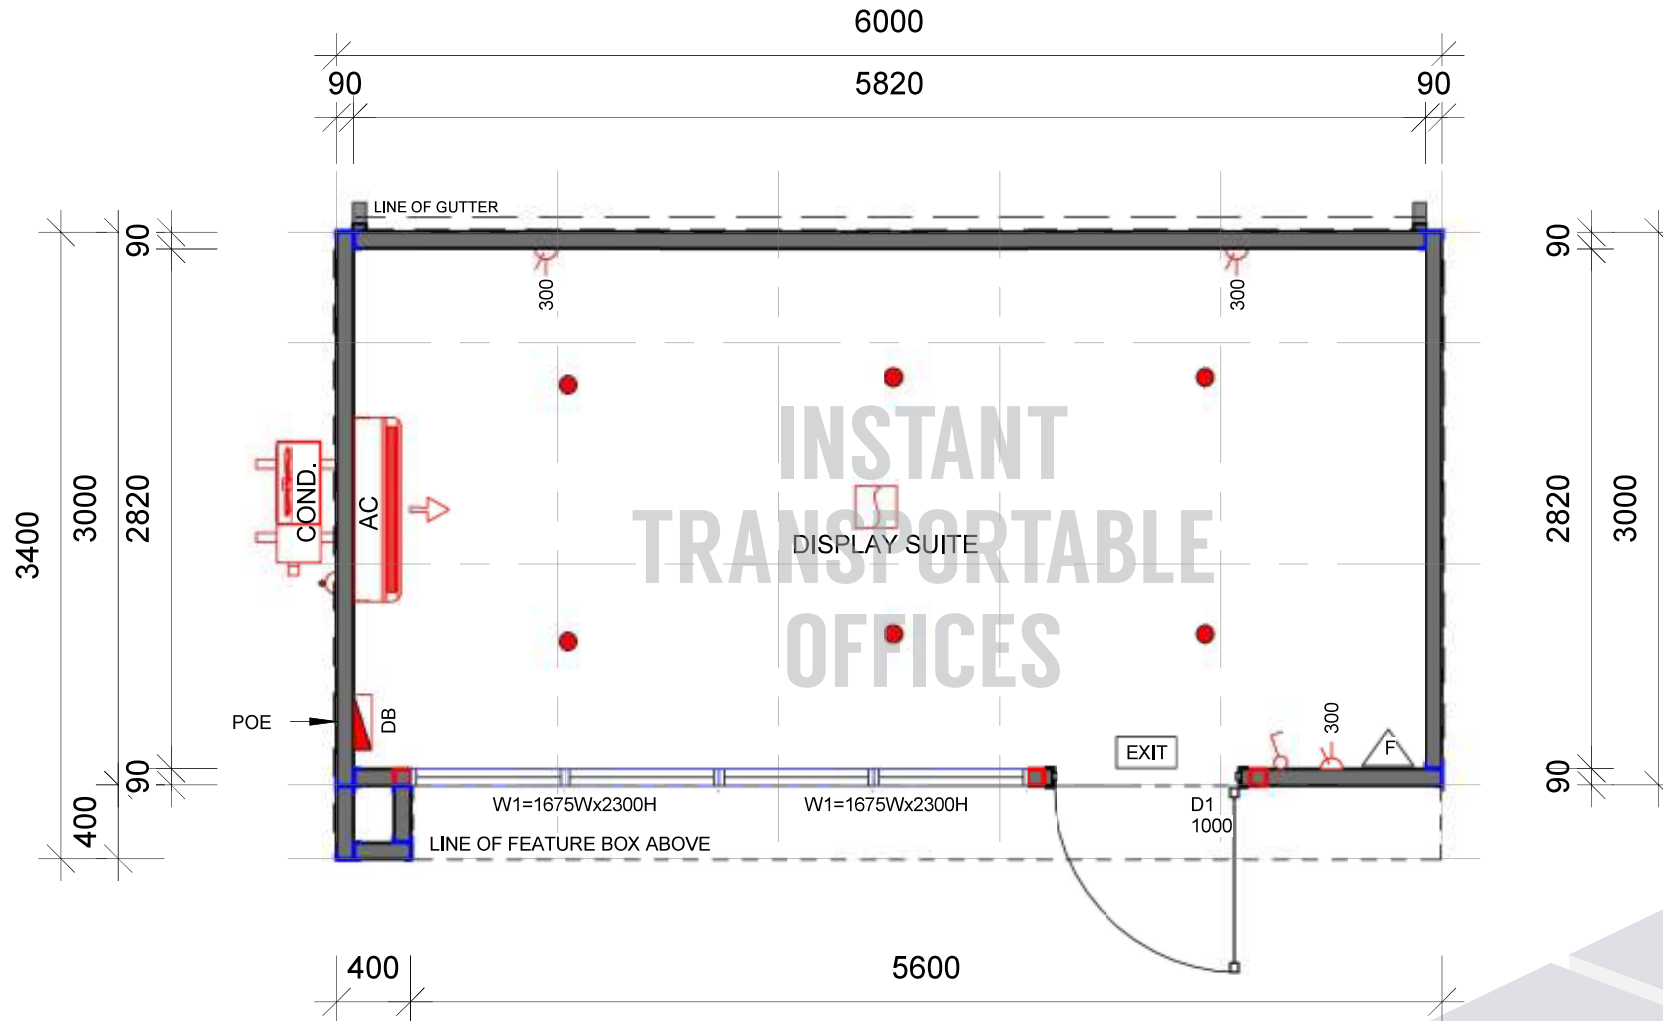 6000
90 5820 90
LINE OF GUTTER
90
90
300
300
3400
3000
2820
COND.
AC
2820
3000
INSTANT
TRANSPORTABLE
OFFICES
DISPLAY SUITE
POE
DB
300
EXIT
F
90
90
400
W1=1675Wx2300H
W1=1675Wx2300H
D1
1000
LINE OF FEATURE BOX ABOVE
400
5600